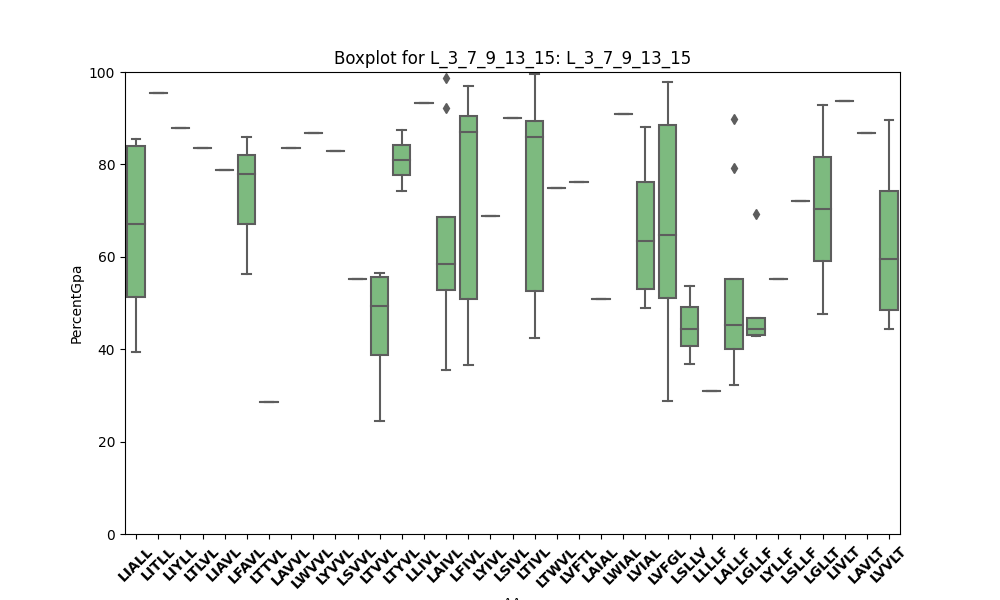 Boxplot for L_3_7_9_13_15: L_3_7_9_13_15
PercentGpa
100
80
60
40
20
0
LIALL LITLL LIYLL LTLVL LIAVL LFAVL LTTVL LAVVL LWVVL LYVVL LSVVL LTVVL LTYVL LLIVL LAIVL LFIVL LYIVL LSIVL LTIVL LTWVL LVFTL LAIAL LWIAL LVIAL LVFGL LSLLV LLLLF LALLF LGLLF LYLLF LSLLF LGLLT LIVLT LAVLT LVVLT